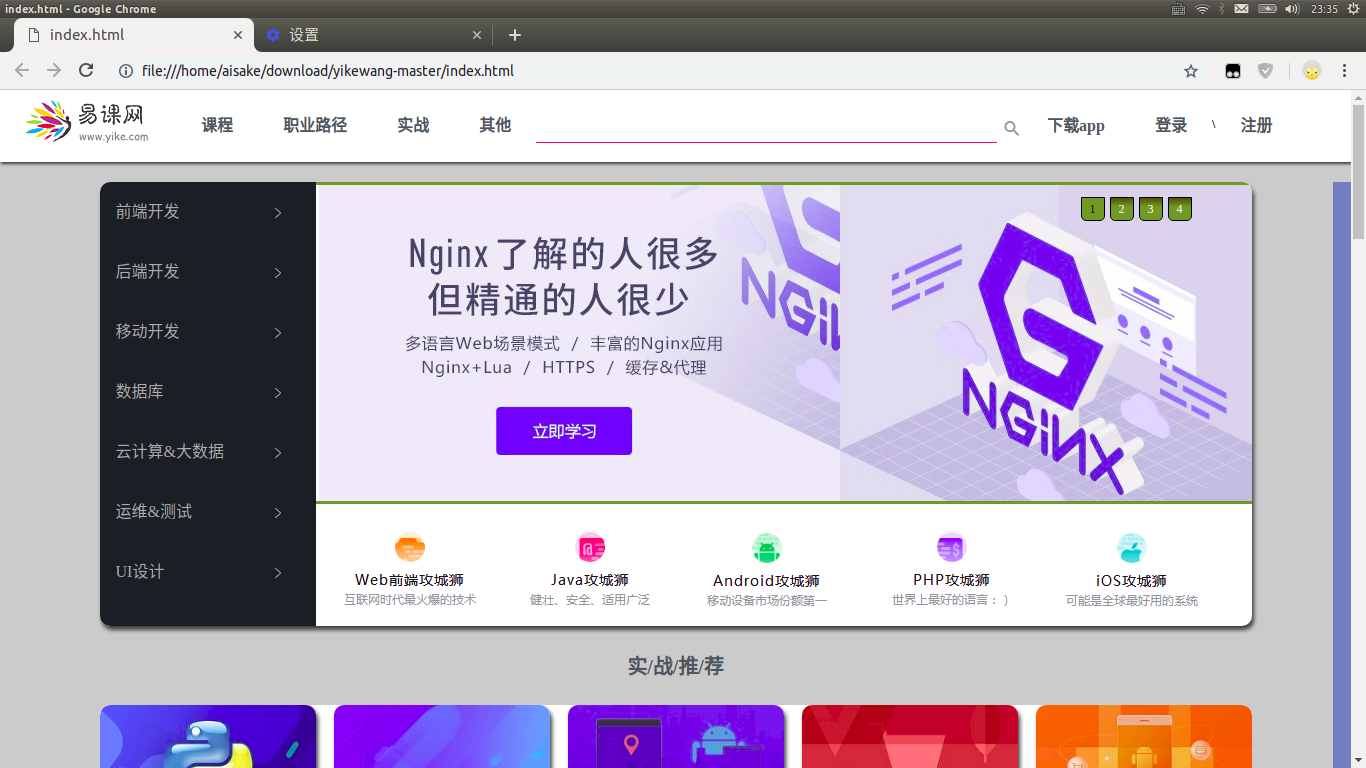 index.html - Google Chrome
23:35
index.html
设置
file:///home/aisake/download/yikewang-master/index.html
易课网
www.yike.com
课程
职业路径
实战
其他
下载app
登录
\
注册
前端开发
后端开发
移动开发
数据库
云计算&大数据
运维&测试
UI设计
Nginx了解的人很多
但精通的人很少
多语言Web场景模式 / 丰富的Nginx应用
Nginx+Lua / HTTPS / 缓存&代理
立即学习
1 2 3 4
NGiNX
NGiNX
Web前端攻城狮
互联网时代最火爆的技术
Java攻城狮
健壮、安全、适用广泛
Android攻城狮
移动设备市场份额第一
PHP攻城狮
世界上最好的语言：）
iOS攻城狮
可能是全球最好用的系统
实/战/推/荐